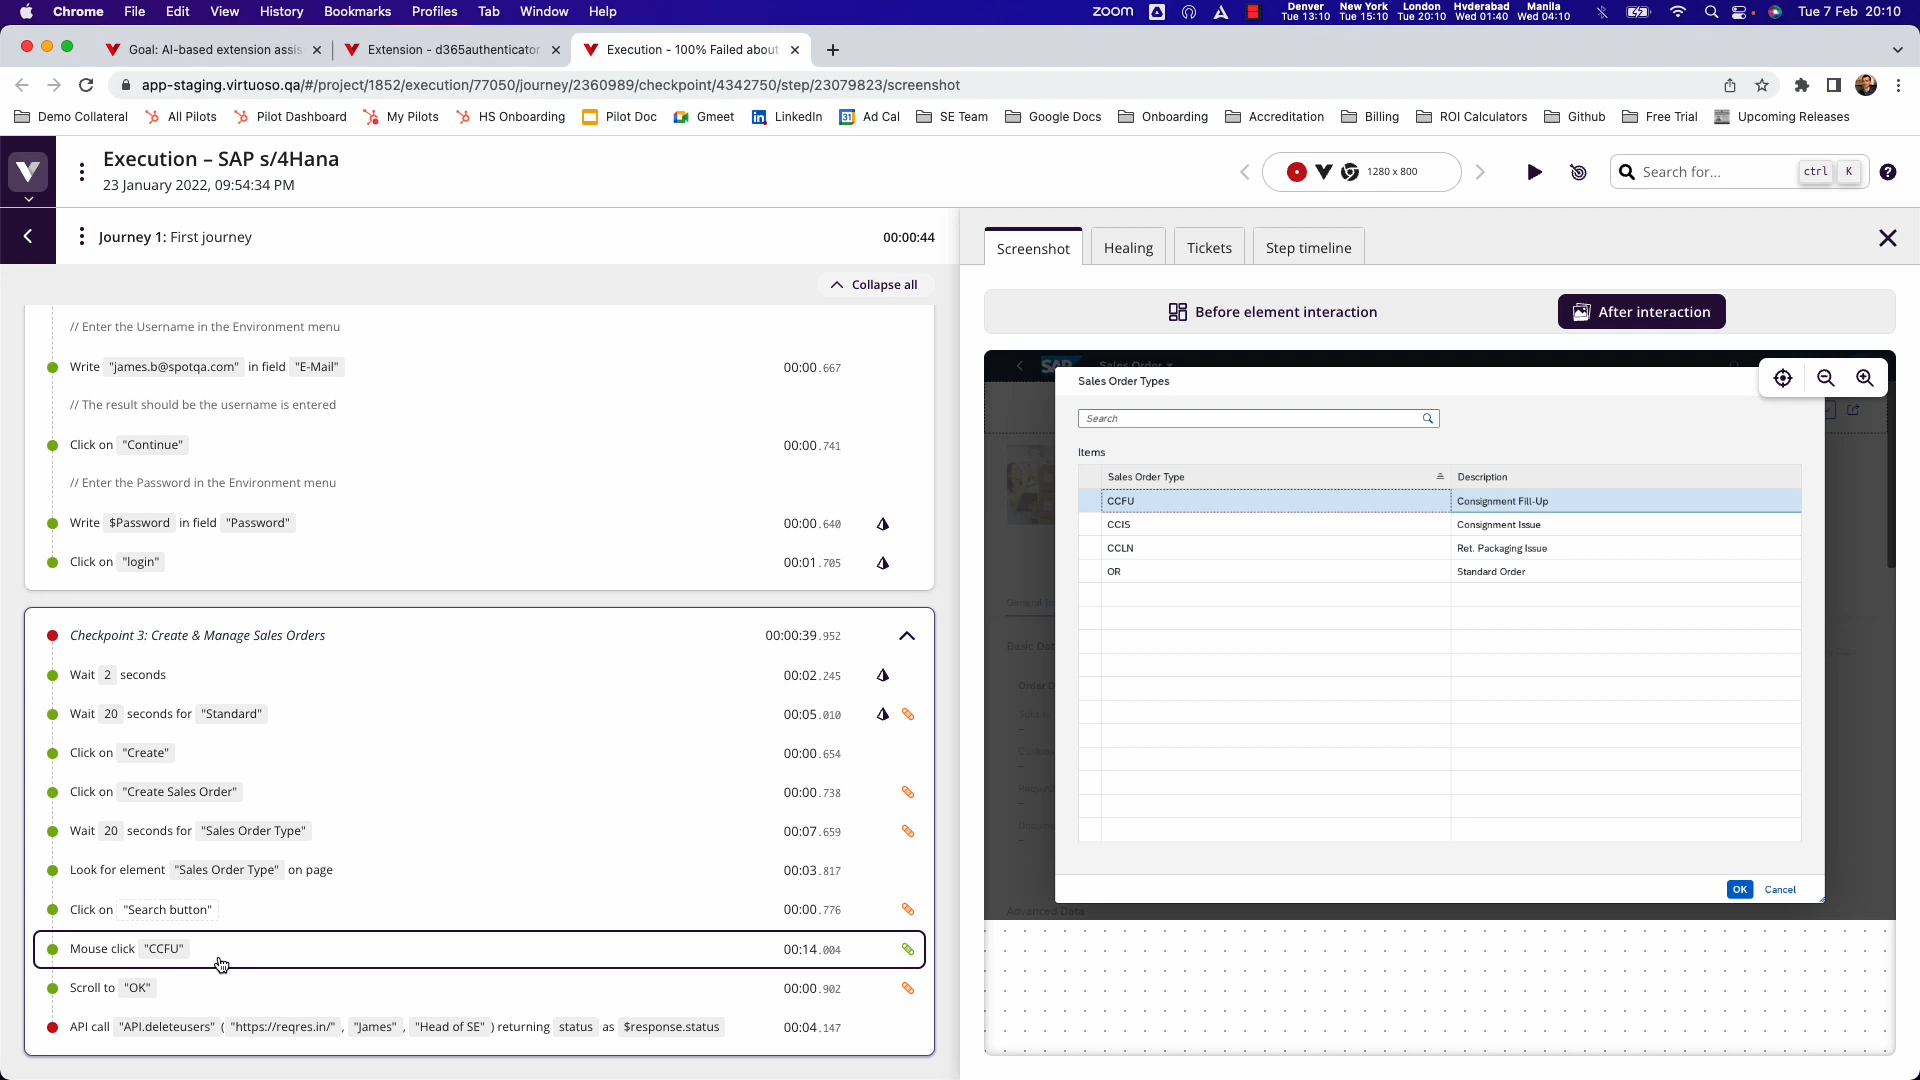 Chrome File Edit View History Bookmarks Profiles Tab Window Help
zoom Denver Tue 13:10 New York Tue 15:10 London Tue 20:10 Hyderabad Wed 01:40 Manila Wed 04:10 Tue 7 Feb 20:10
Goal: AI-based extension assis Extension - d365authenticator Execution - 100% Failed about
app-staging.virtuoso.qa/#/project/1852/execution/77050/journey/2360989/checkpoint/4342750/step/23079823/screenshot
Demo Collateral All Pilots Pilot Dashboard My Pilots HS Onboarding Pilot Doc Gmeet LinkedIn Ad Cal SE Team Google Docs Onboarding Accreditation Billing ROI Calculators Github Free Trial Upcoming Releases
Execution – SAP s/4Hana
23 January 2022, 09:54:34 PM
1280 x 800
Search for... ctrl K
Journey 1: First journey 00:00:44
Collapse all
// Enter the Username in the Environment menu
Write "james.b@spotqa.com" in field "E-Mail" 00:00.667
// The result should be the username is entered
Click on "Continue" 00:00.741
// Enter the Password in the Environment menu
Write $Password in field "Password" 00:00.640
Click on "login" 00:01.705
Checkpoint 3: Create & Manage Sales Orders 00:00:39.952
Wait 2 seconds 00:02.245
Wait 20 seconds for "Standard" 00:05.010
Click on "Create" 00:00.654
Click on "Create Sales Order" 00:00.738
Wait 20 seconds for "Sales Order Type" 00:07.659
Look for element "Sales Order Type" on page 00:03.817
Click on "Search button" 00:00.776
Mouse click "CCFU" 00:14.004
Scroll to "OK" 00:00.902
API call "API.deleteusers" ( "https://reqres.in/" , "James" , "Head of SE" ) returning status as $response.status 00:04.147
Screenshot Healing Tickets Step timeline
Before element interaction After interaction
SAP Sales Order
Sales Order Types
Search
Items
Sales Order Type Description
CCFU Consignment Fill-Up
CCIS Consignment Issue
CCLN Ret. Packaging Issue
OR Standard Order
OK Cancel
Advanced Data